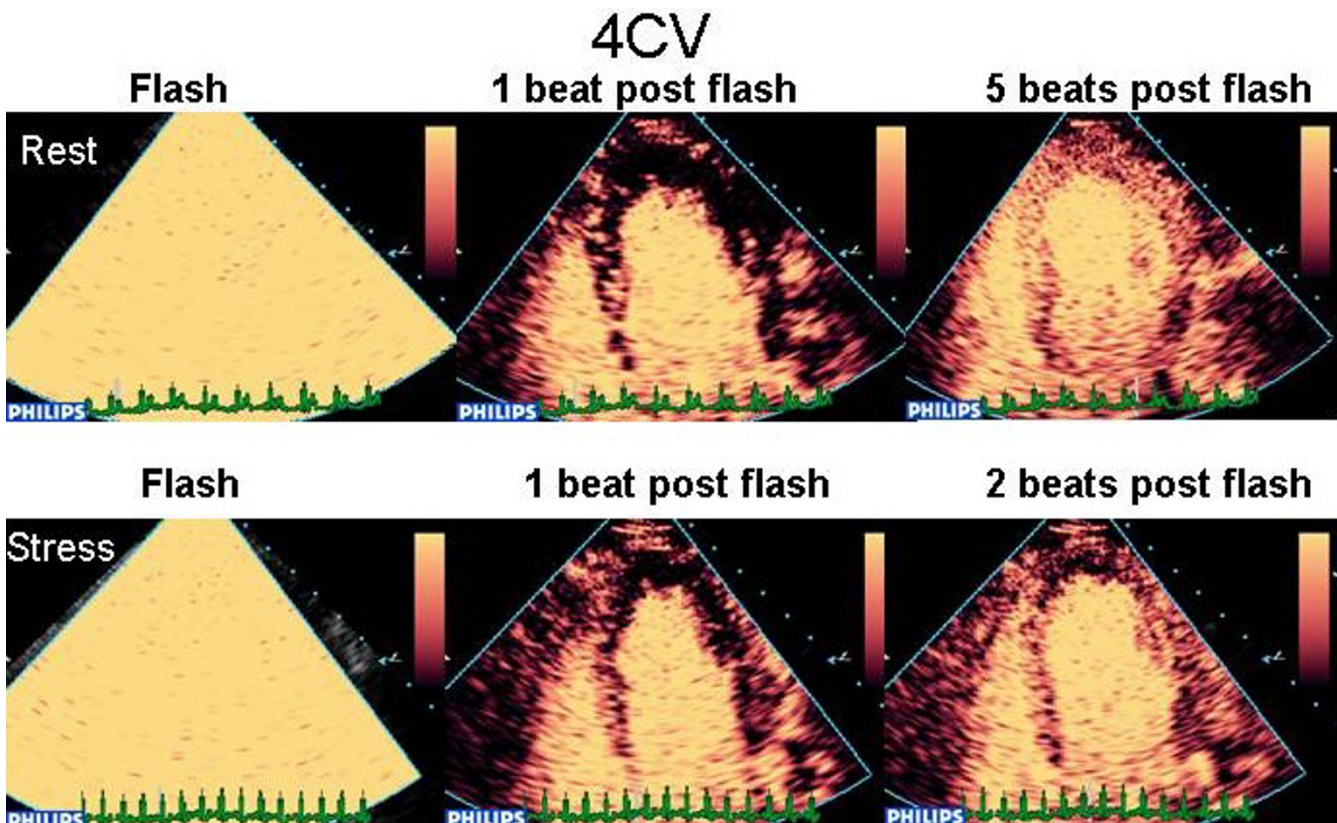 4CV
Flash
1 beat post flash
5 beats post flash
Rest
PHILIPS
PHILIPS
PHILIPS
Flash
1 beat post flash
2 beats post flash
Stress
PHILIPS
PHILIPS
PHILIPS